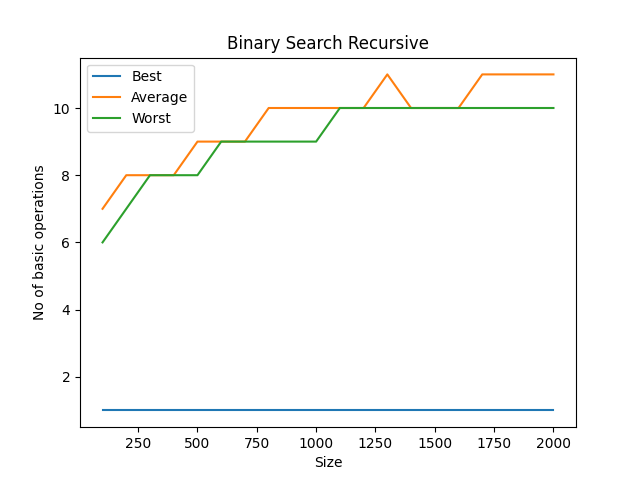 Binary Search Recursive
Best
Average
Worst
10
8
6
4
2
No of basic operations
250 500 750 1000 1250 1500 1750 2000
Size